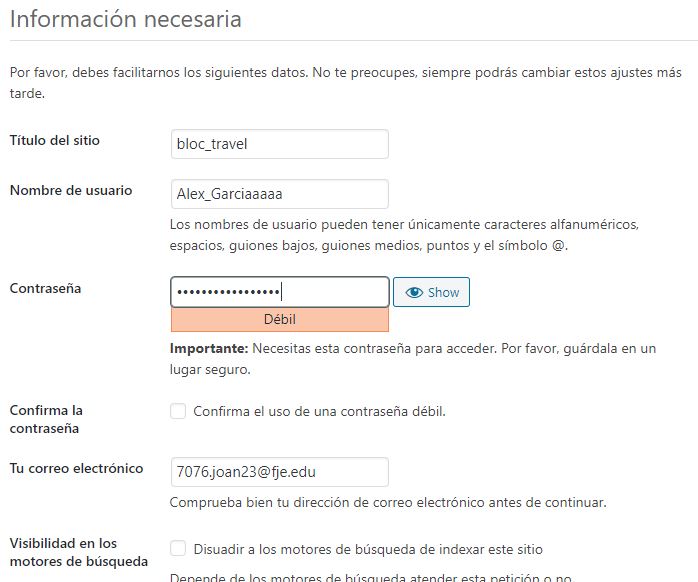 Información necesaria
Por favor, debes facilitarnos los siguientes datos. No te preocupes, siempre podrás cambiar estos ajustes más
tarde.
Título del sitio
bloc_travel
Nombre de usuario
Alex_Garciaaaaa
Los nombres de usuario pueden tener únicamente caracteres alfanuméricos,
espacios, guiones bajos, guiones medios, puntos y el símbolo @.
Contraseña
•••••••••••••••••
Show
Débil
Importante: Necesitas esta contraseña para acceder. Por favor, guárdala en un
lugar seguro.
Confirma la
contraseña
Confirma el uso de una contraseña débil.
Tu correo electrónico
7076.joan23@fje.edu
Comprueba bien tu dirección de correo electrónico antes de continuar.
Visibilidad en los
motores de búsqueda
Disuadir a los motores de búsqueda de indexar este sitio
Depende de los motores de búsqueda atender esta petición o no.